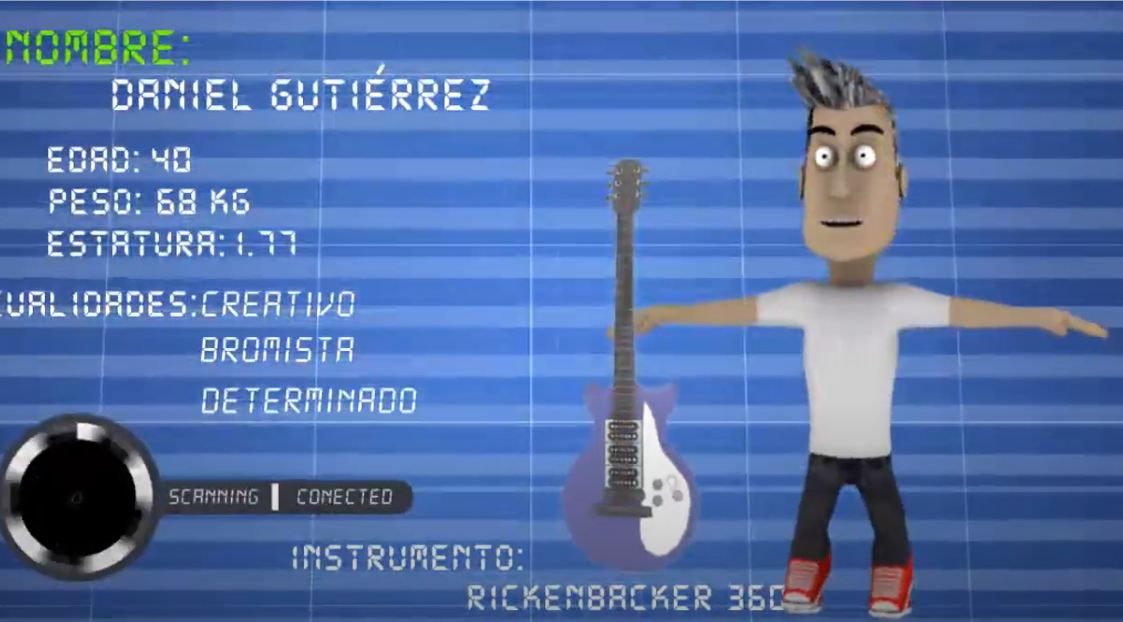 NOMBRE:
DANIEL GUTIÉRREZ
EDAD: 40
PESO: 68 KG
ESTATURA: 1.77
CUALIDADES: CREATIVO
BROMISTA
DETERMINADO
SCANNING CONECTED
INSTRUMENTO:
RICKENBACKER 360